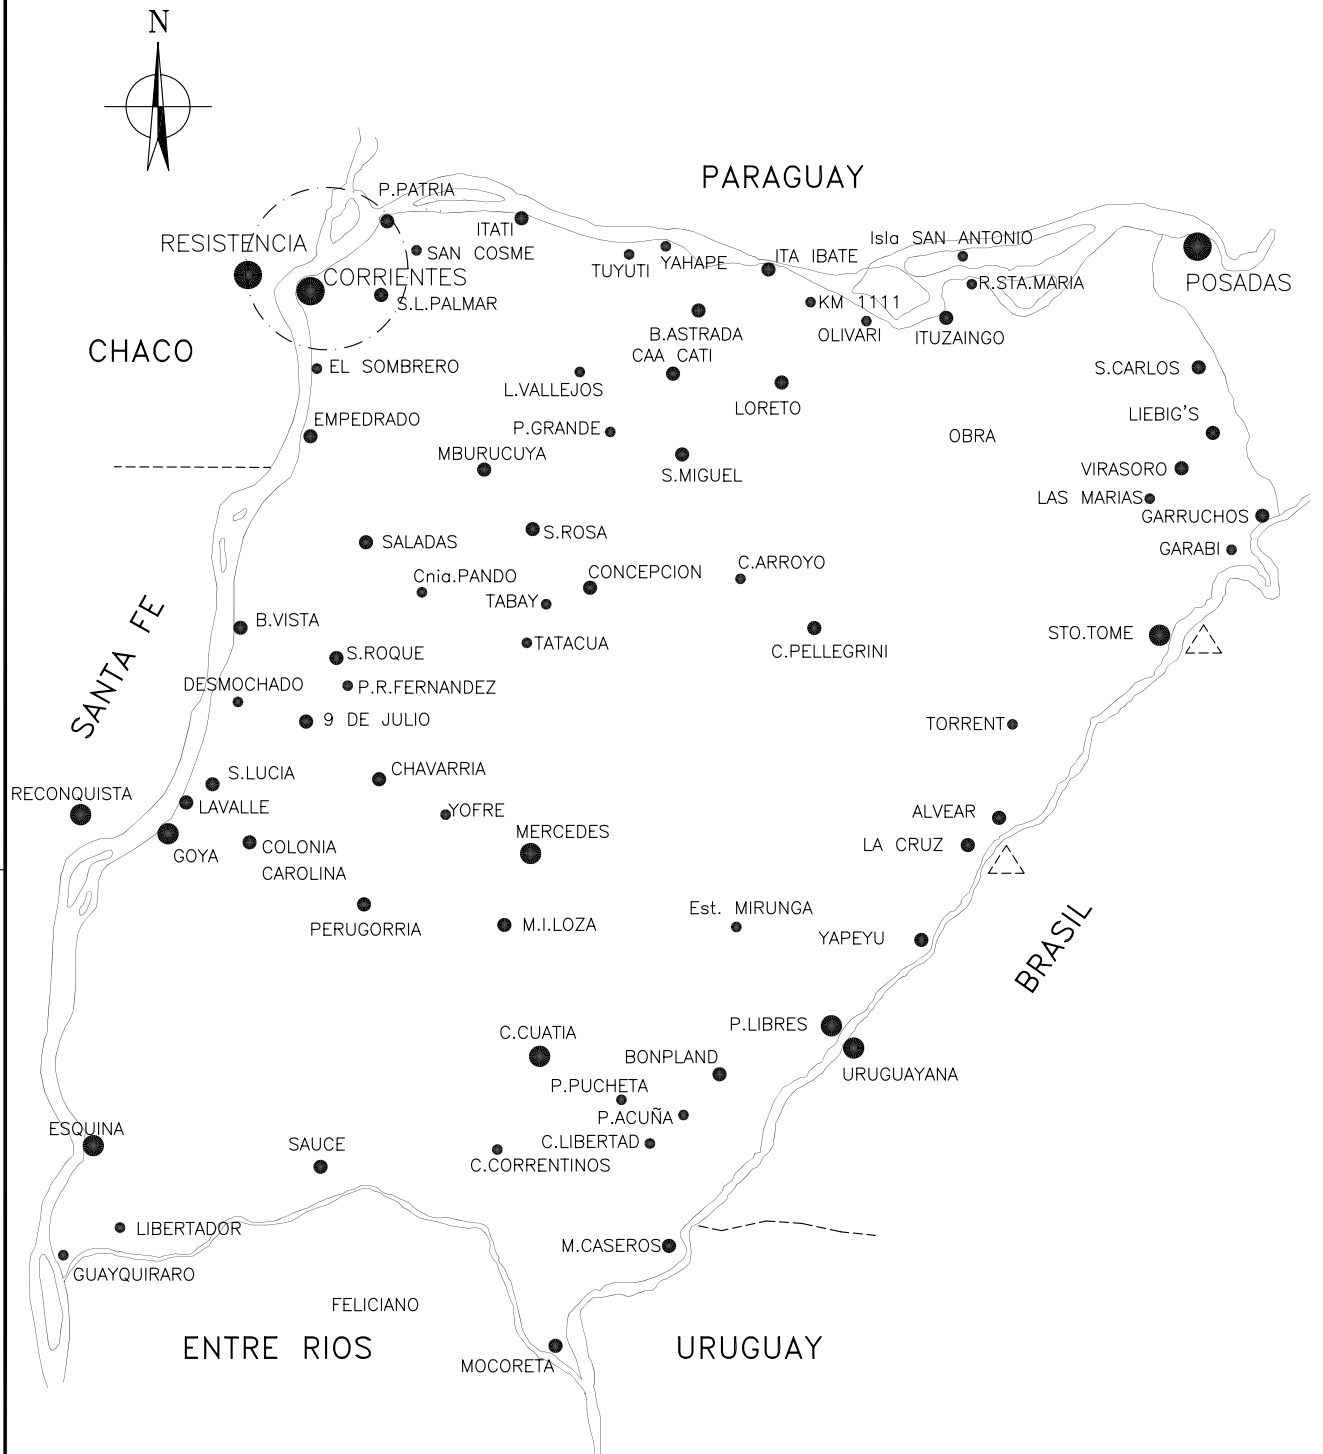 N
PARAGUAY
P.PATRIA
ITATI
Isla SAN ANTONIO
RESISTENCIA
SAN COSME
TUYUTI
YAHAPE
ITA IBATE
CORRIENTES
S.L.PALMAR
KM 1111
R.STA.MARIA
POSADAS
B.ASTRADA
OLIVARI
ITUZAINGO
CHACO
CAA CATI
EL SOMBRERO
S.CARLOS
L.VALLEJOS
LORETO
EMPEDRADO
LIEBIG'S
P.GRANDE
OBRA
MBURUCUYA
S.MIGUEL
VIRASORO
LAS MARIAS
GARRUCHOS
S.ROSA
SALADAS
GARABI
C.ARROYO
Cnia.PANDO
CONCEPCION
TABAY
B.VISTA
STO.TOME
SANTA FE
TATACUA
S.ROQUE
C.PELLEGRINI
DESMOCHADO
P.R.FERNANDEZ
9 DE JULIO
TORRENT
CHAVARRIA
S.LUCIA
RECONQUISTA
LAVALLE
YOFRE
ALVEAR
MERCEDES
LA CRUZ
GOYA
COLONIA
CAROLINA
Est. MIRUNGA
PERUGORRIA
M.I.LOZA
YAPEYU
BRASIL
P.LIBRES
C.CUATIA
BONPLAND
URUGUAYANA
P.PUCHETA
P.ACUÑA
ESQUINA
SAUCE
C.LIBERTAD
C.CORRENTINOS
LIBERTADOR
M.CASEROS
GUAYQUIRARO
FELICIANO
ENTRE RIOS
URUGUAY
MOCORETA